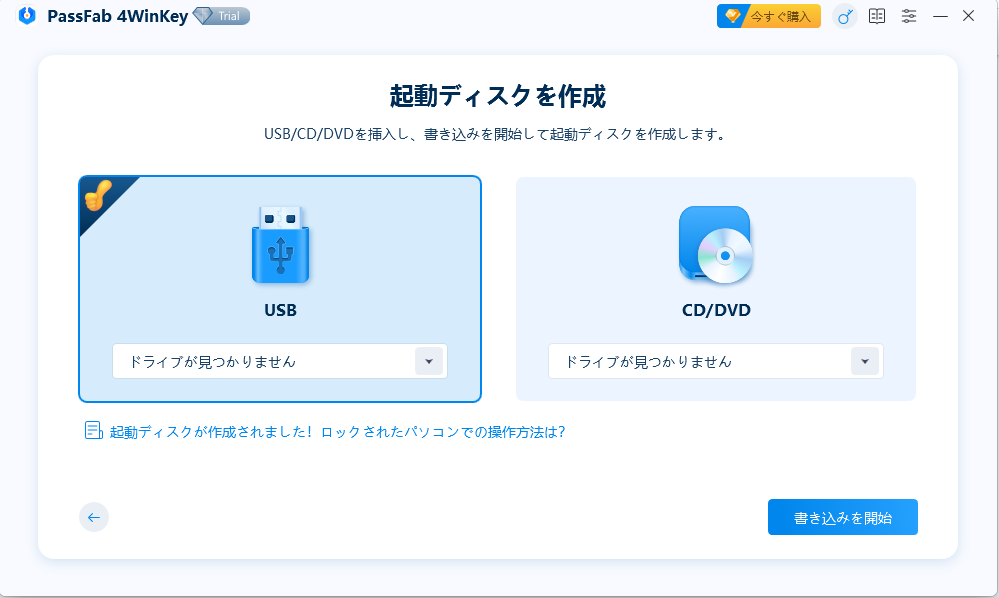 PassFab 4WinKey Trial 今すぐ購入
起動ディスクを作成
USB/CD/DVDを挿入し、書き込みを開始して起動ディスクを作成します。
USB
ドライブが見つかりません
CD/DVD
ドライブが見つかりません
起動ディスクが作成されました！ロックされたパソコンでの操作方法は？
書き込みを開始